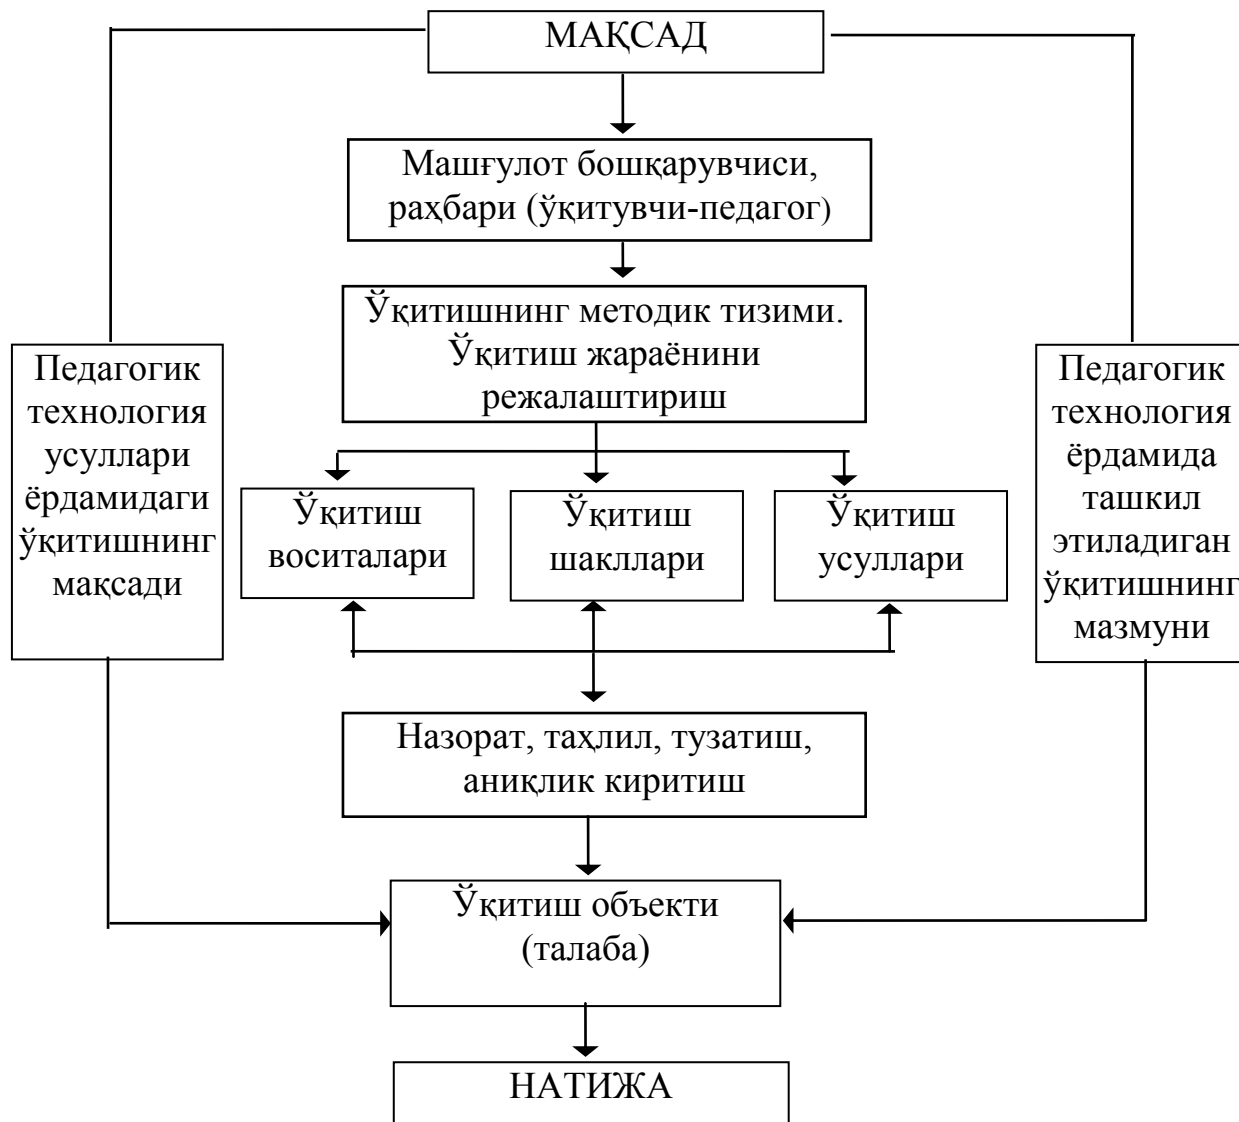 МАҚСАД
Машғулот бошқарувчиси,
раҳбари (ўқитувчи-педагог)
Ўқитишнинг методик тизими.
Ўқитиш жараёнини
режалаштириш
Педагогик
технология
усуллари
ёрдамидаги
ўқитишнинг
мақсади
Педагогик
технология
ёрдамида
ташкил
этиладиган
ўқитишнинг
мазмуни
Ўқитиш
воситалари
Ўқитиш
шакллари
Ўқитиш
усуллари
Назорат, таҳлил, тузатиш,
аниқлик киритиш
Ўқитиш объекти
(талаба)
НАТИЖА